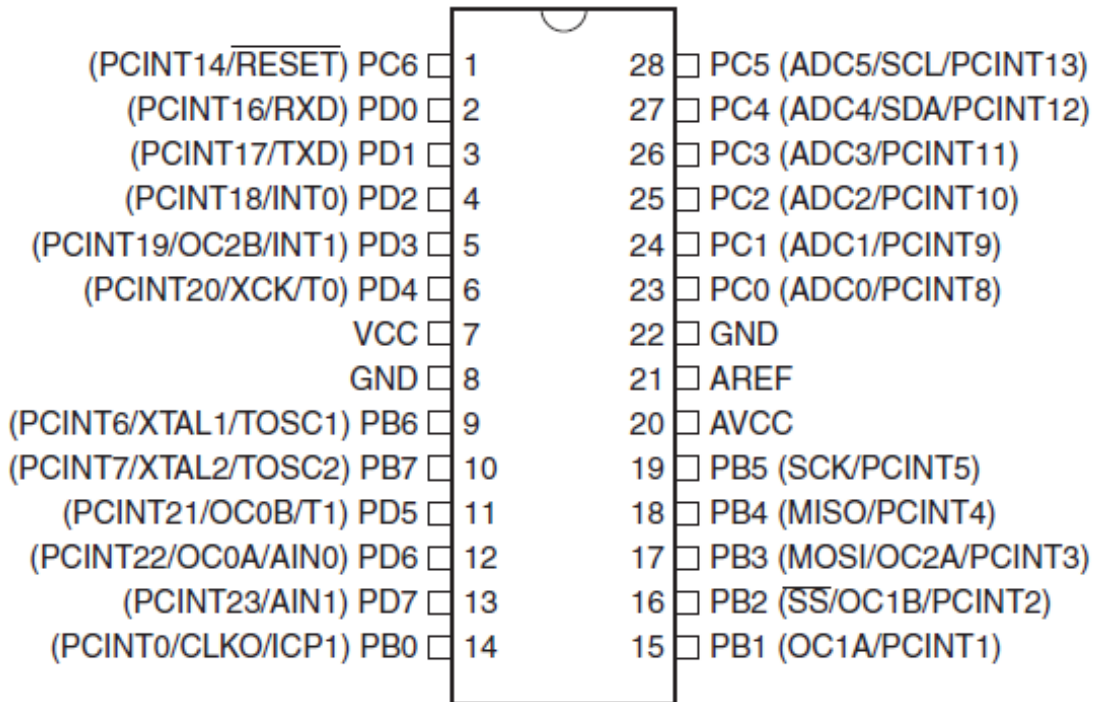 (PCINT14/RESET) PC6 1 28 PC5 (ADC5/SCL/PCINT13)
(PCINT16/RXD) PD0 2 27 PC4 (ADC4/SDA/PCINT12)
(PCINT17/TXD) PD1 3 26 PC3 (ADC3/PCINT11)
(PCINT18/INT0) PD2 4 25 PC2 (ADC2/PCINT10)
(PCINT19/OC2B/INT1) PD3 5 24 PC1 (ADC1/PCINT9)
(PCINT20/XCK/T0) PD4 6 23 PC0 (ADC0/PCINT8)
VCC 7 22 GND
GND 8 21 AREF
(PCINT6/XTAL1/TOSC1) PB6 9 20 AVCC
(PCINT7/XTAL2/TOSC2) PB7 10 19 PB5 (SCK/PCINT5)
(PCINT21/OC0B/T1) PD5 11 18 PB4 (MISO/PCINT4)
(PCINT22/OC0A/AIN0) PD6 12 17 PB3 (MOSI/OC2A/PCINT3)
(PCINT23/AIN1) PD7 13 16 PB2 (SS/OC1B/PCINT2)
(PCINT0/CLKO/ICP1) PB0 14 15 PB1 (OC1A/PCINT1)